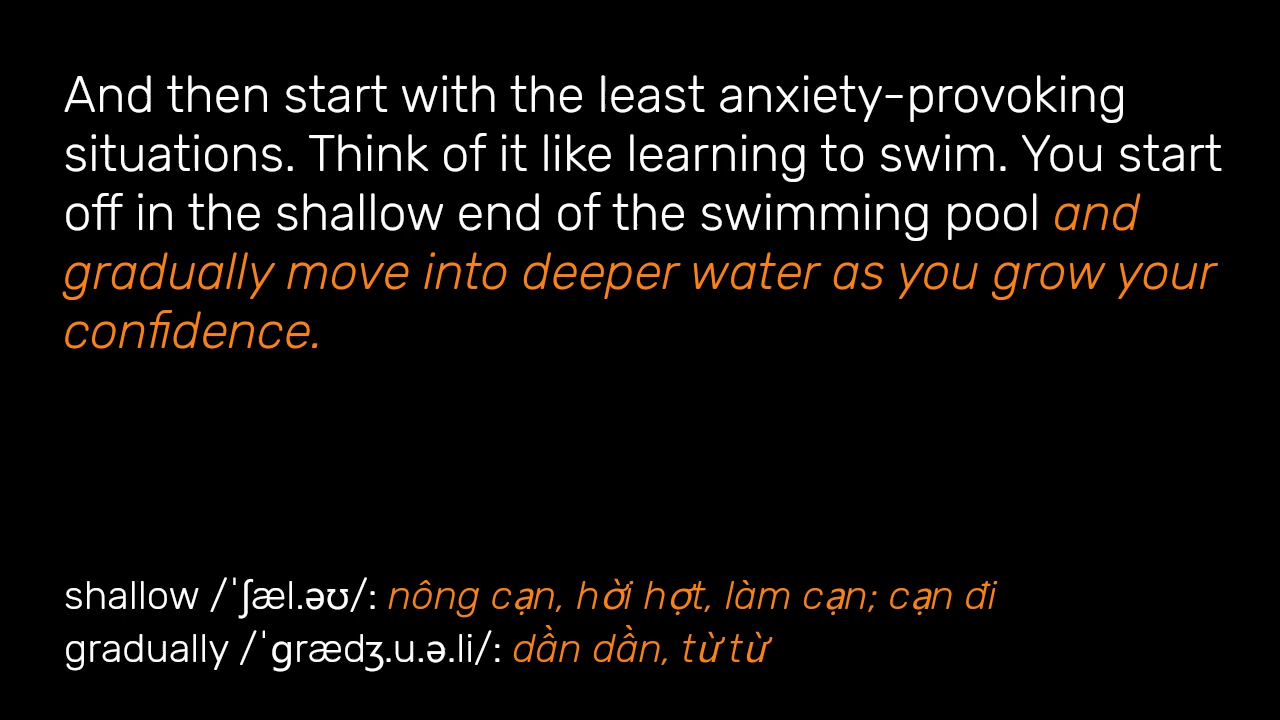 And then start with the least anxiety-provoking
situations. Think of it like learning to swim. You start
off in the shallow end of the swimming pool and
gradually move into deeper water as you grow your
confidence.
shallow /ˈʃæl.əʊ/: nông cạn, hời hợt, làm cạn; cạn đi
gradually /ˈɡrædʒ.u.ə.li/: dần dần, từ từ